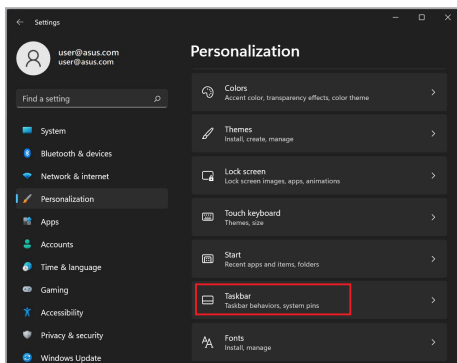 Settings
user@asus.com
user@asus.com
Find a setting
System
Bluetooth & devices
Network & internet
Personalization
Apps
Accounts
Time & language
Gaming
Accessibility
Privacy & security
Windows Update
Personalization
Colors
Accent color, transparency effects, color theme
Themes
Install, create, manage
Lock screen
Lock screen images, apps, animations
Touch keyboard
Themes, size
Start
Recent apps and items, folders
Taskbar
Taskbar behaviors, system pins
Fonts
Install, manage